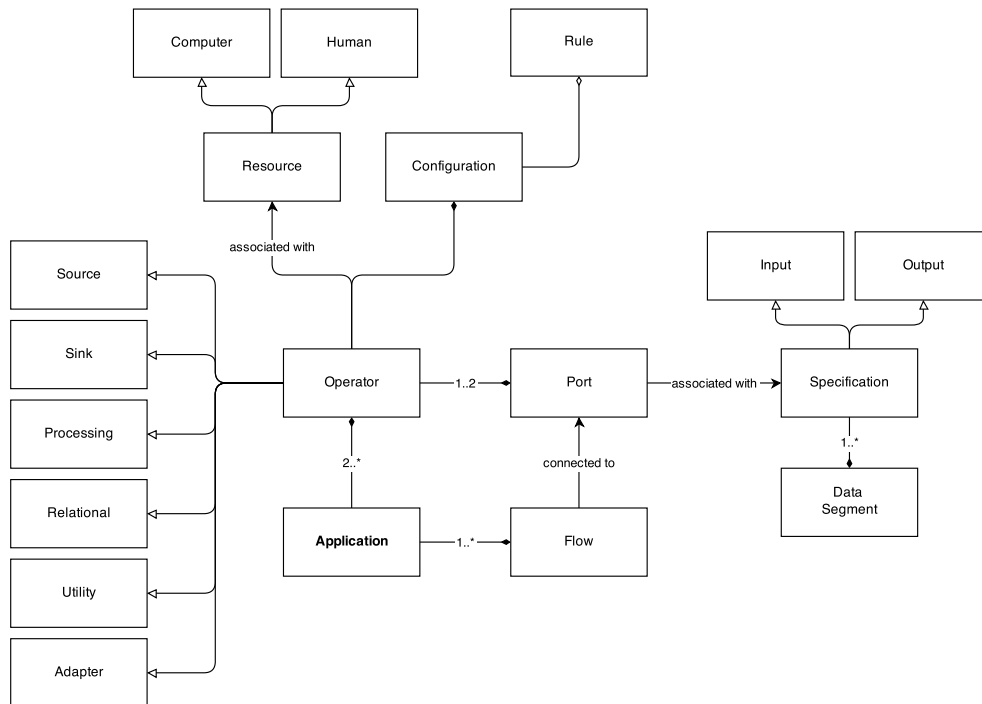 Computer
Human
Rule
Resource
Configuration
associated with
Source
Input
Output
Sink
Operator
1..2
Port
associated with
Specification
Processing
2..*
connected to
1..*
Relational
Data
Segment
Application
1..*
Flow
Utility
Adapter